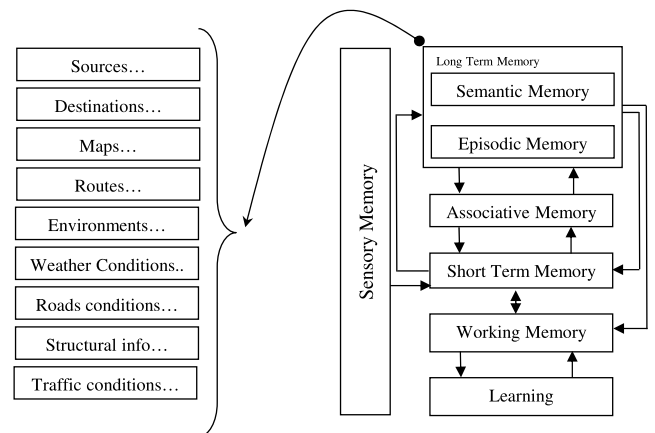 Sources…
Destinations…
Maps…
Routes…
Environments…
Weather Conditions..
Roads conditions…
Structural info…
Traffic conditions…
Sensory Memory
Long Term Memory
Semantic Memory
Episodic Memory
Associative Memory
Short Term Memory
Working Memory
Learning